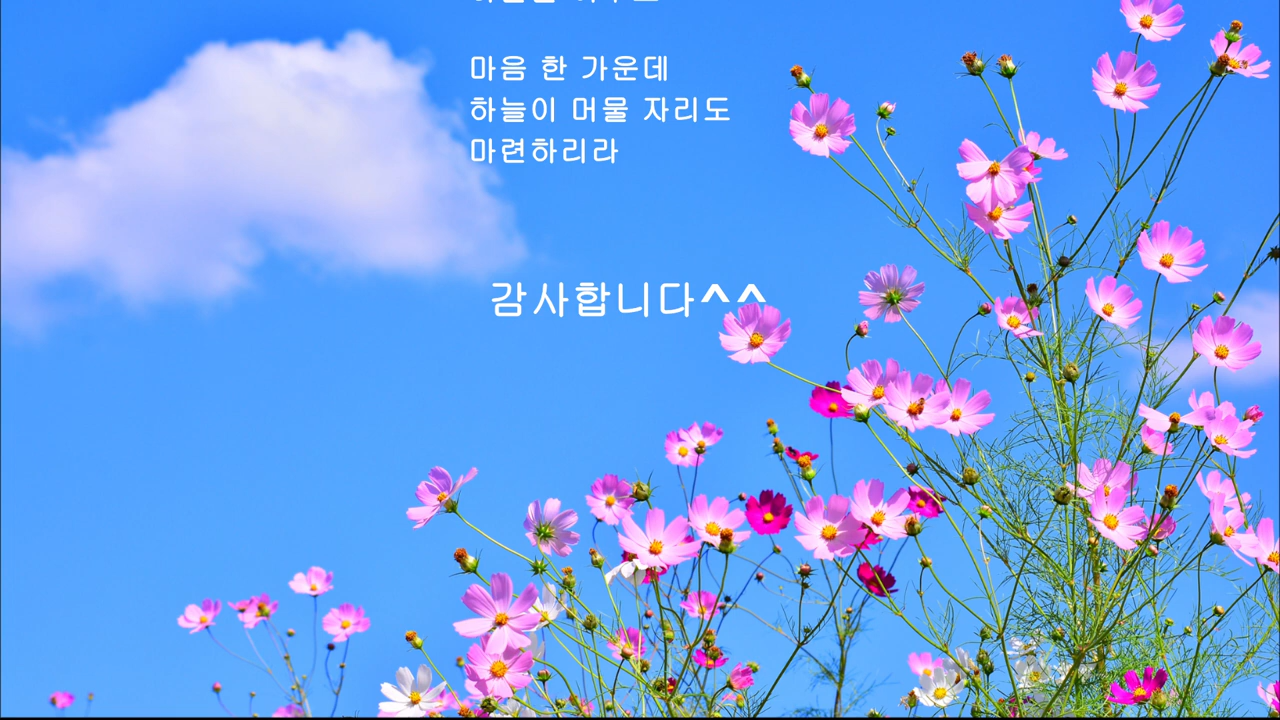 마음 한 가운데
하늘이 머물 자리도
마련하리라
감사합니다^^